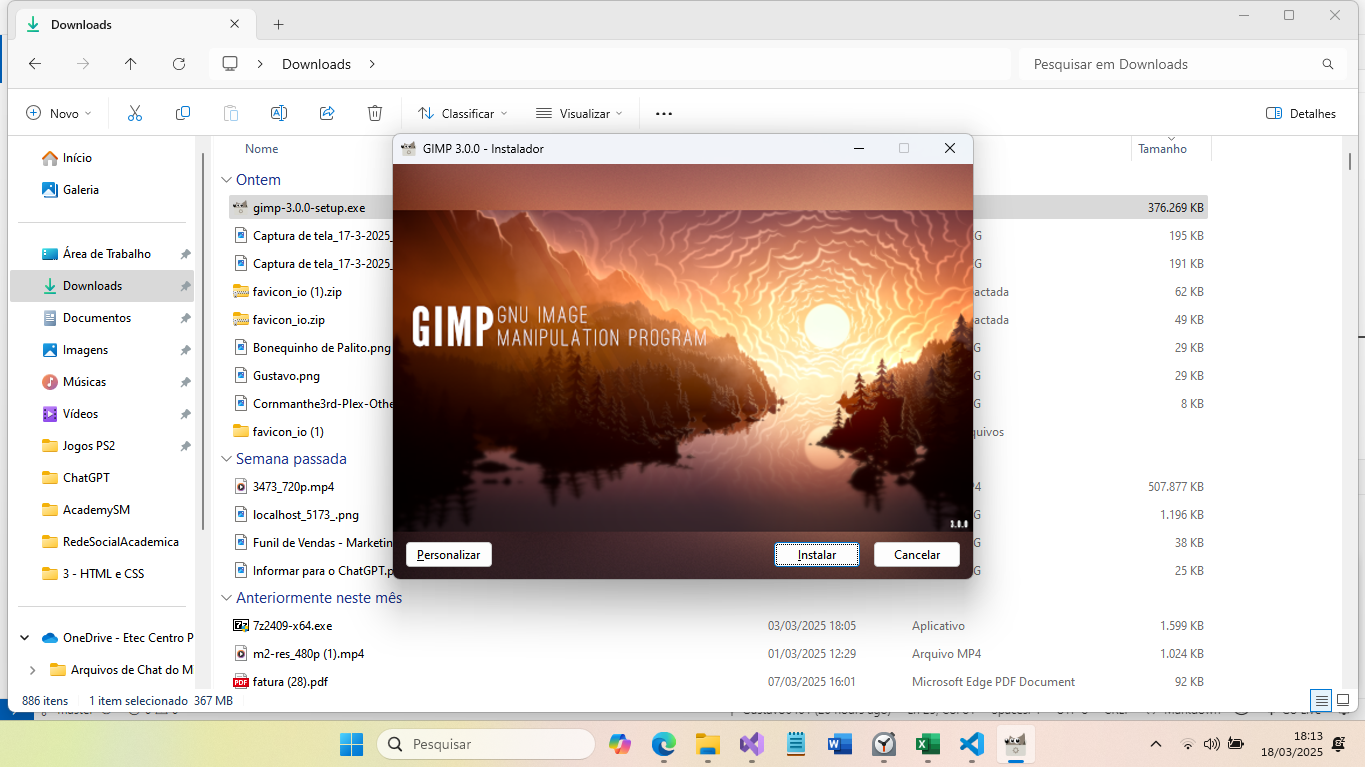 Downloads
Downloads
Pesquisar em Downloads
Novo
Classificar
Visualizar
Detalhes
Início
Galeria
Área de Trabalho
Downloads
Documentos
Imagens
Músicas
Vídeos
Jogos PS2
ChatGPT
AcademySM
RedeSocialAcademica
3 - HTML e CSS
OneDrive - Etec Centro P
Arquivos de Chat do M
Nome
Tamanho
Ontem
gimp-3.0.0-setup.exe
376.269 KB
Captura de tela_17-3-2025_
G
195 KB
Captura de tela_17-3-2025_
G
191 KB
favicon_io (1).zip
actada
62 KB
favicon_io.zip
actada
49 KB
Bonequinho de Palito.png
G
29 KB
Gustavo.png
G
29 KB
Cornmanthe3rd-Plex-Othe
G
8 KB
favicon_io (1)
quivos
Semana passada
3473_720p.mp4
P4
507.877 KB
localhost_5173_.png
G
1.196 KB
Funil de Vendas - Marketin
G
38 KB
Informar para o ChatGPT.p
G
25 KB
Anteriormente neste mês
7z2409-x64.exe
03/03/2025 18:05
Aplicativo
1.599 KB
m2-res_480p (1).mp4
01/03/2025 12:29
Arquivo MP4
1.024 KB
fatura (28).pdf
07/03/2025 16:01
Microsoft Edge PDF Document
92 KB
GIMP 3.0.0 - Instalador
GIMP GNU IMAGE
MANIPULATION PROGRAM
3.0.0
Personalizar
Instalar
Cancelar
886 itens
1 item selecionado
367 MB
Pesquisar
18:13
18/03/2025